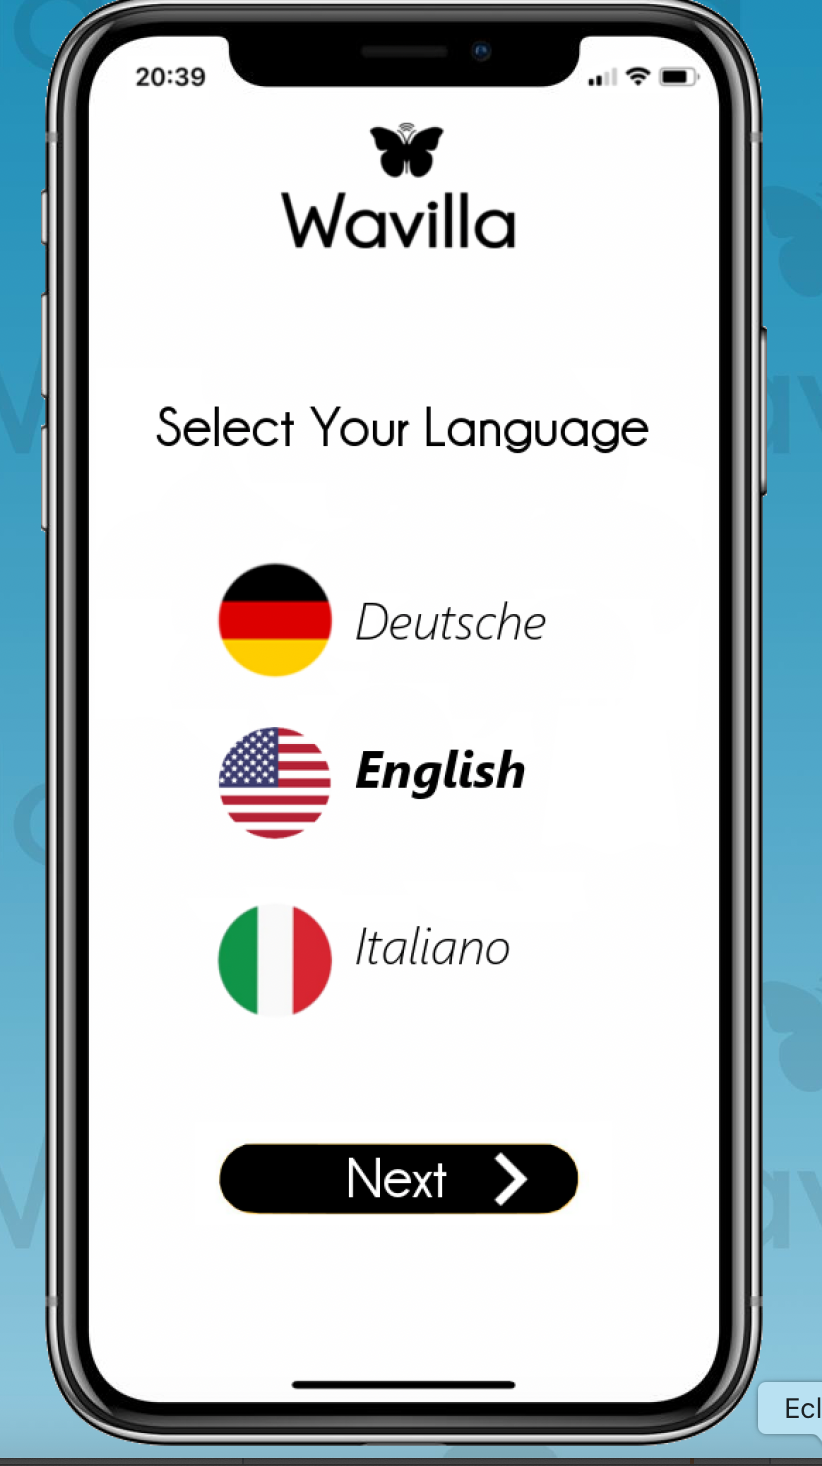 20:39
Wavilla
Select Your Language
Deutsche
English
Italiano
Next
Ecl